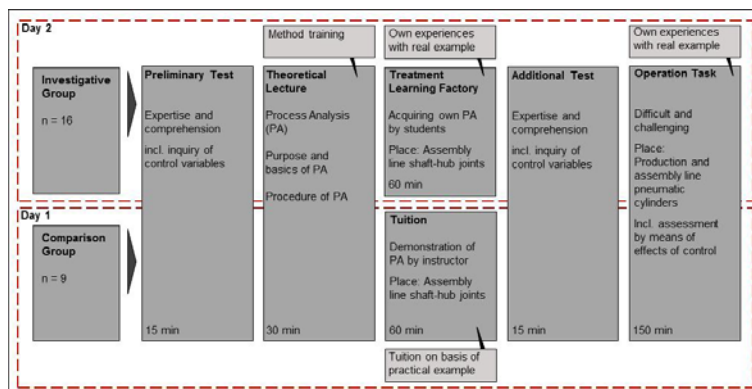 Day 2
Method training
Own experiences
with real example
Own experiences
with real example
Investigative
Group
n = 16
Preliminary Test
Expertise and
comprehension
incl. inquiry of
control variables
15 min
Theoretical
Lecture
Process Analysis
(PA)
Purpose and
basics of PA
Procedure of PA
30 min
Treatment
Learning Factory
Acquiring own PA
by students
Place: Assembly
line shaft-hub joints
60 min
Additional Test
Expertise and
comprehension
incl. inquiry of
control variables
15 min
Operation Task
Difficult and
challenging
Place:
Production and
assembly line
pneumatic
cylinders
Incl. assessment
by means of
effects of control
150 min
Day 1
Comparison
Group
n = 9
Tuition
Demonstration of
PA by instructor
Place: Assembly
line shaft-hub joints
60 min
Tuition on basis of
practical example